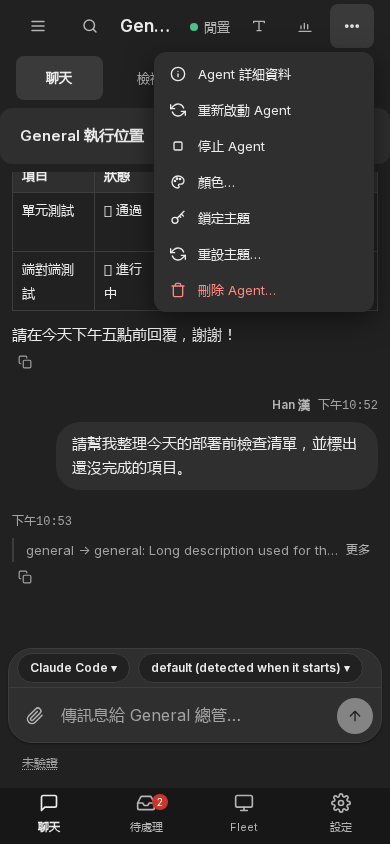 Gen…
閒置
聊天
檢
General 執行位置
Agent 詳細資料
重新啟動 Agent
停止 Agent
顏色…
鎖定主題
重設主題…
刪除 Agent…
項目 狀態
單元測試 通過
端對端測試 進行中
請在今天下午五點前回覆，謝謝！
Han 漢 下午10:52
請幫我整理今天的部署前檢查清單，並標出
還沒完成的項目。
下午10:53
general → general: Long description used for th… 更多
Claude Code ▾ default (detected when it starts) ▾
傳訊息給 General 總管…
未驗證
2
聊天 待處理 Fleet 設定